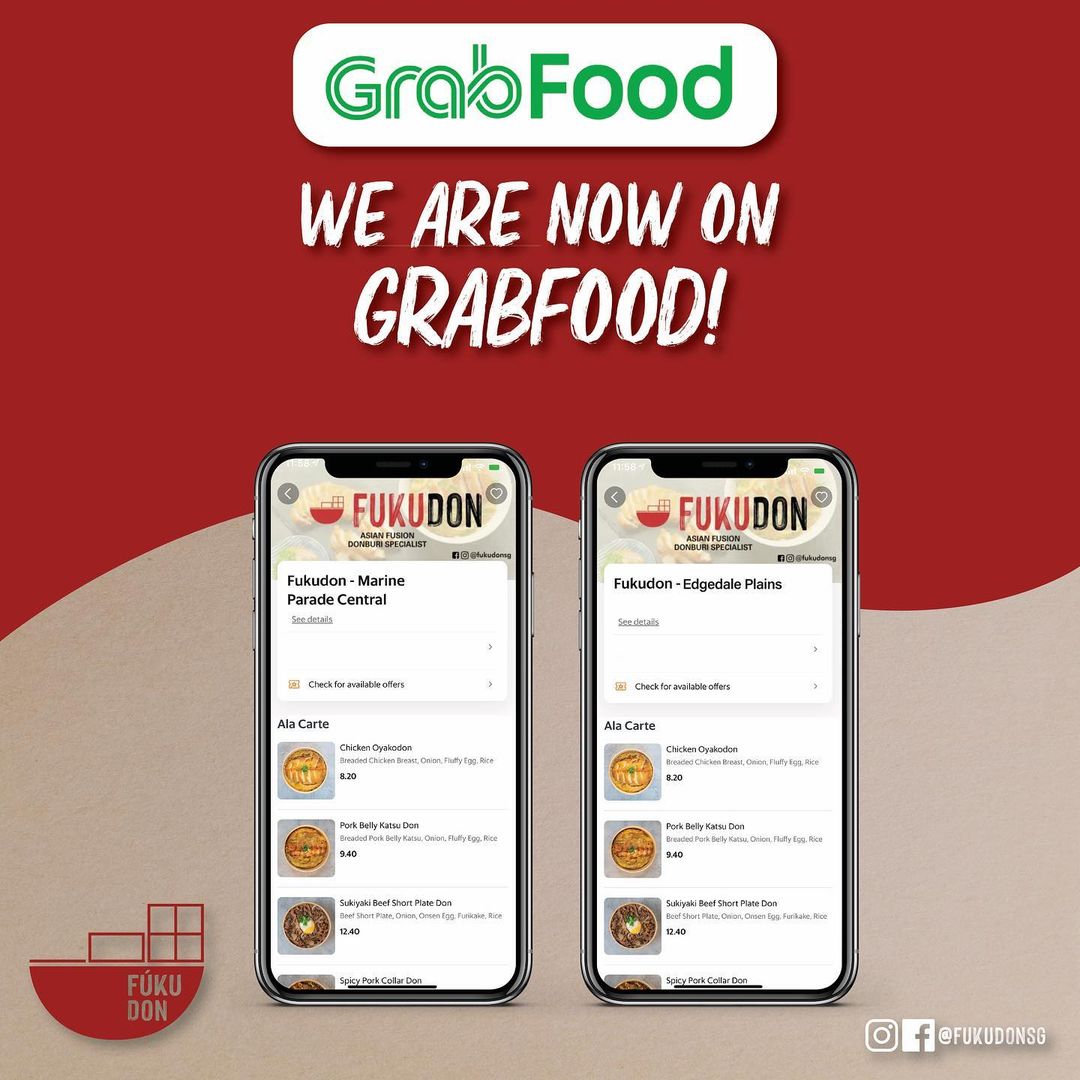 GrabFood
WE ARE NOW ON
GRABFOOD!
11:58
FUKUDON
ASIAN FUSION
DONBURI SPECIALIST
@fukudonsg
Fukudon - Marine
Parade Central
See details
Check for available offers
Ala Carte
Chicken Oyakodon
Breaded Chicken Breast, Onion, Fluffy Egg, Rice
8.20
Pork Belly Katsu Don
Breaded Pork Belly Katsu, Onion, Fluffy Egg, Rice
9.40
Sukiyaki Beef Short Plate Don
Beef Short Plate, Onion, Onsen Egg, Furikake, Rice
12.40
Spicy Pork Collar Don
11:58
FUKUDON
ASIAN FUSION
DONBURI SPECIALIST
@fukudonsg
Fukudon - Edgedale Plains
See details
Check for available offers
Ala Carte
Chicken Oyakodon
Breaded Chicken Breast, Onion, Fluffy Egg, Rice
8.20
Pork Belly Katsu Don
Breaded Pork Belly Katsu, Onion, Fluffy Egg, Rice
9.40
Sukiyaki Beef Short Plate Don
Beef Short Plate, Onion, Onsen Egg, Furikake, Rice
12.40
Spicy Pork Collar Don
FÚKU
DON
@FUKUDONSG